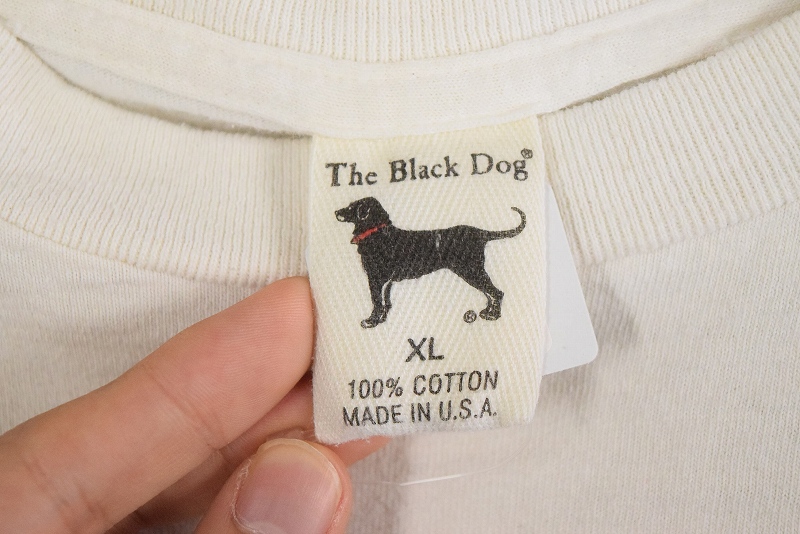 The Black Dog®
®
XL
100% COTTON
MADE IN U.S.A.